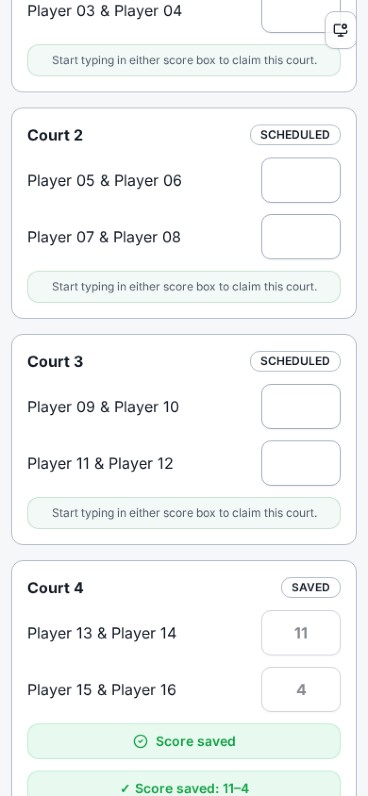 Player 03 & Player 04
Start typing in either score box to claim this court.
Court 2 SCHEDULED
Player 05 & Player 06
Player 07 & Player 08
Start typing in either score box to claim this court.
Court 3 SCHEDULED
Player 09 & Player 10
Player 11 & Player 12
Start typing in either score box to claim this court.
Court 4 SAVED
Player 13 & Player 14 11
Player 15 & Player 16 4
Score saved
✓ Score saved: 11–4